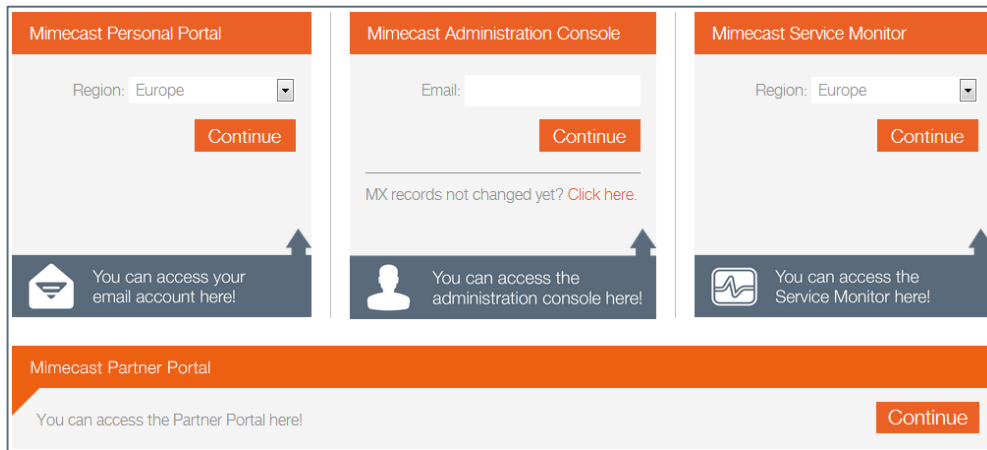 Mimecast Personal Portal
Region: Europe
Continue
You can access your
email account here!
Mimecast Administration Console
Email:
Continue
MX records not changed yet? Click here.
You can access the
administration console here!
Mimecast Service Monitor
Region: Europe
Continue
You can access the
Service Monitor here!
Mimecast Partner Portal
You can access the Partner Portal here!
Continue